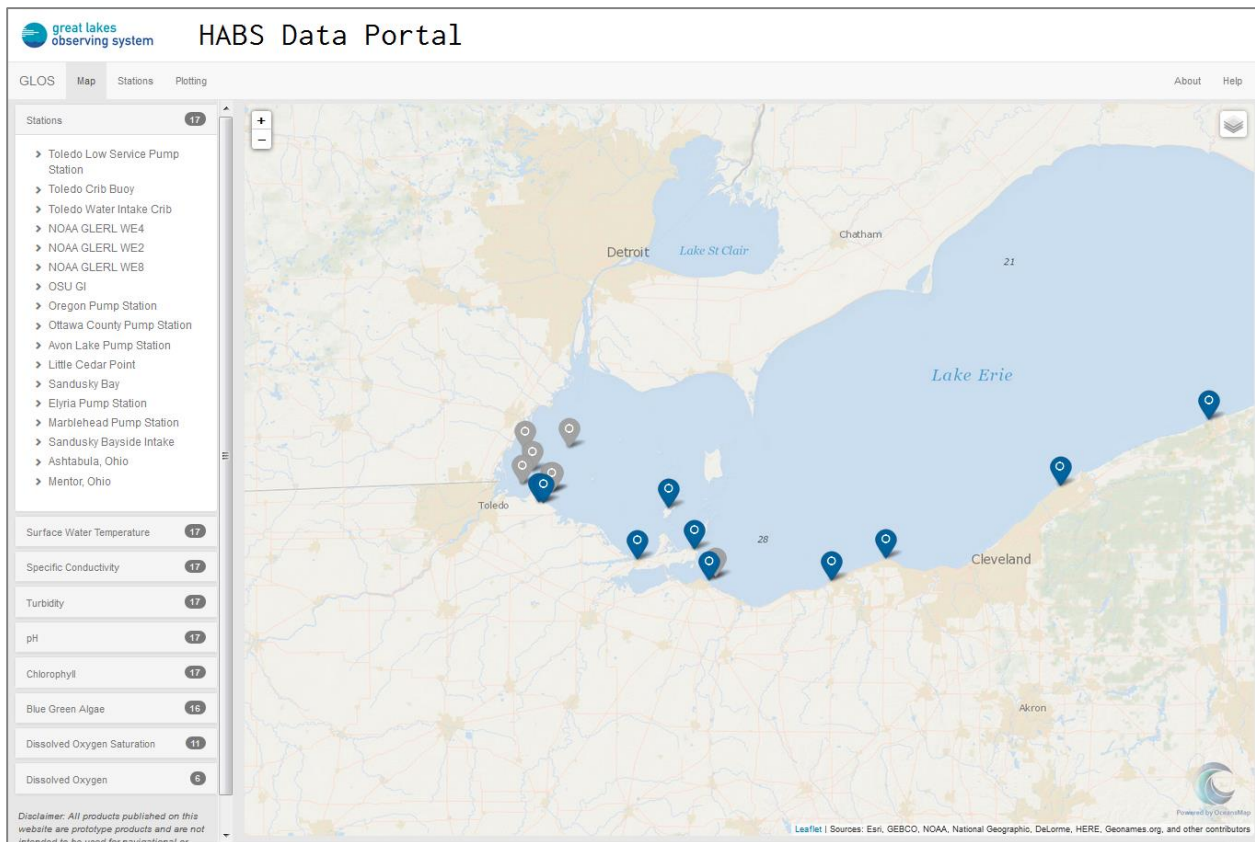 great lakes
observing system
HABS Data Portal
GLOS
Map
Stations
Plotting
About
Help
Stations
17
Toledo Low Service Pump
Station
Toledo Crib Buoy
Toledo Water Intake Crib
NOAA GLERL WE4
NOAA GLERL WE2
NOAA GLERL WE8
OSU GI
Oregon Pump Station
Ottawa County Pump Station
Avon Lake Pump Station
Little Cedar Point
Sandusky Bay
Elyria Pump Station
Marblehead Pump Station
Sandusky Bayside Intake
Ashtabula, Ohio
Mentor, Ohio
Surface Water Temperature
17
Specific Conductivity
17
Turbidity
17
pH
17
Chlorophyll
17
Blue Green Algae
16
Dissolved Oxygen Saturation
11
Dissolved Oxygen
6
Disclaimer: All products published on this
website are prototype products and are not
intended to be used for navigational or
+
−
Detroit
Lake St Clair
Chatham
21
Lake Erie
Toledo
28
Cleveland
Akron
Powered by OceansMap
Leaflet | Sources: Esri, GEBCO, NOAA, National Geographic, DeLorme, HERE, Geonames.org, and other contributors